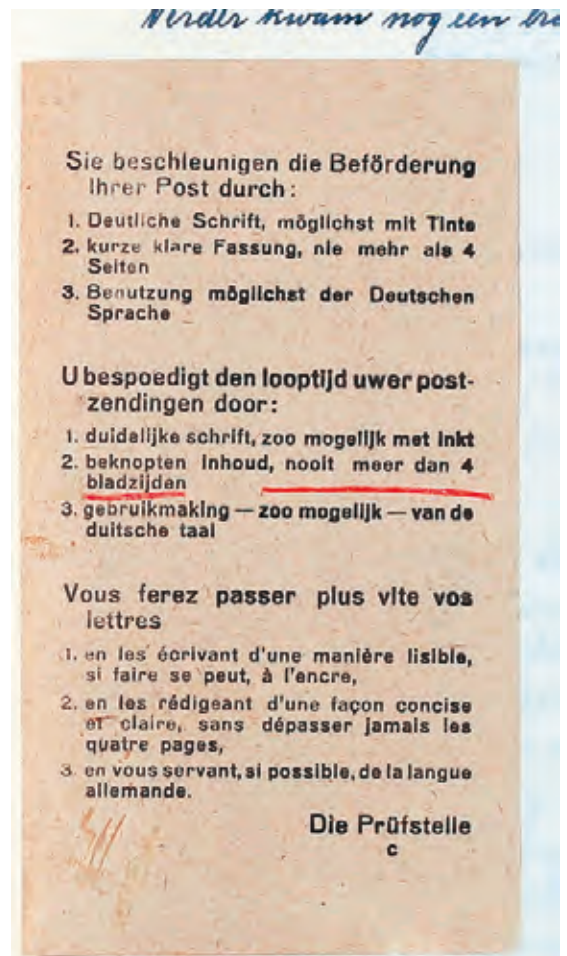 Verder kwam nog een
Sie beschleunigen die Beförderung
Ihrer Post durch:
1. Deutliche Schrift, möglichst mit Tinte
2. kurze klare Fassung, nie mehr als 4
Seiten
3. Benutzung möglichst der Deutschen
Sprache
U bespoedigt den looptijd uwer post-
zendingen door:
1. duidelijke schrift, zoo mogelijk met inkt
2. beknopten inhoud, nooit meer dan 4
bladzijden
3. gebruikmaking — zoo mogelijk — van de
duitsche taal
Vous ferez passer plus vite vos
lettres
1. en les écrivant d'une manière lisible,
si faire se peut, à l'encre,
2. en les rédigeant d'une façon concise
et claire, sans dépasser jamais les
quatre pages,
3. en vous servant, si possible, de la langue
allemande.
Die Prüfstelle
c